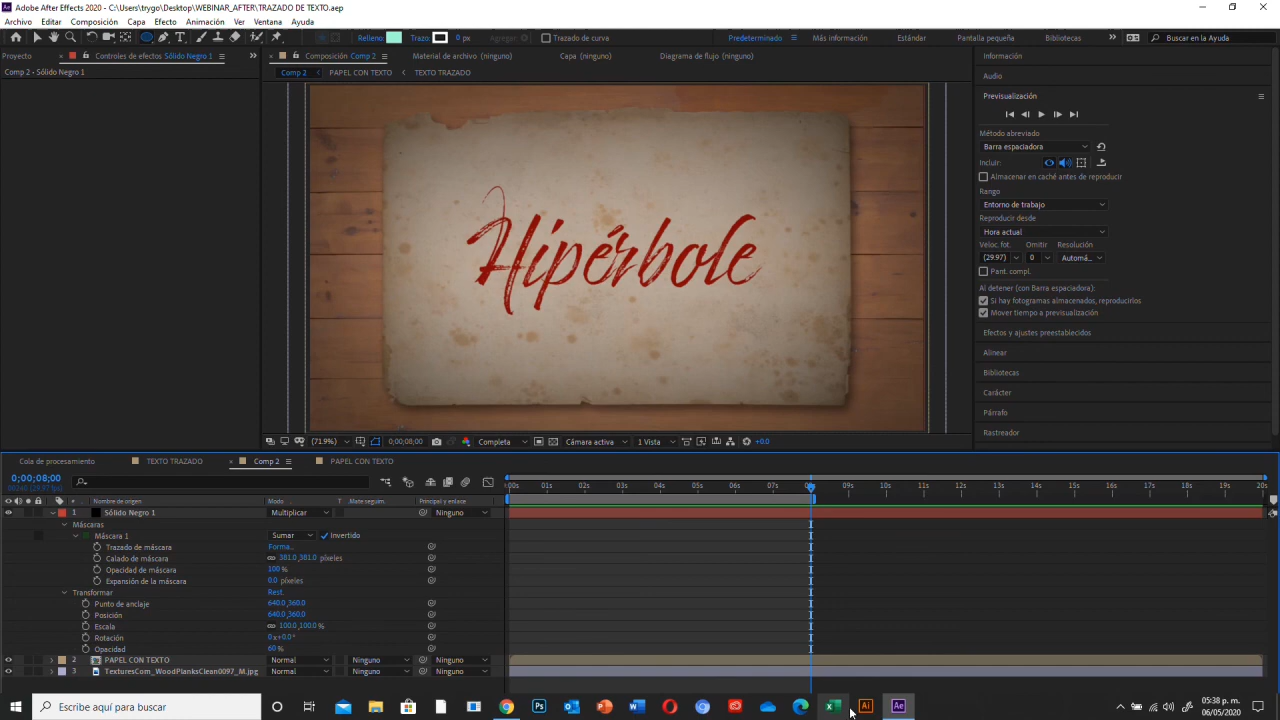 Adobe After Effects 2020 - C:\Users\trygo\Desktop\WEBINAR_AFTER\TRAZADO DE TEXTO.aep
Archivo Editar Composición Capa Efecto Animación Ver Ventana Ayuda
Relleno: Trazo: 0 px Agregar: Trazado de curva Predeterminado Más información Estándar Pantalla pequeña Bibliotecas Buscar en la Ayuda
Proyecto Controles de efectos Sólido Negro 1 Composición Comp 2 Material de archivo (ninguno) Capa (ninguno) Diagrama de flujo (ninguno)
Comp 2 · Sólido Negro 1
Comp 2 PAPEL CON TEXTO TEXTO TRAZADO
Información
Audio
Previsualización
Método abreviado
Barra espaciadora
Incluir:
Almacenar en caché antes de reproducir
Rango
Entorno de trabajo
Reproducir desde
Hora actual
Veloc. fot. Omitir Resolución
(29.97) 0 Automá...
Pant. compl.
Al detener (con Barra espaciadora):
Si hay fotogramas almacenados, reproducirlos
Mover tiempo a previsualización
Efectos y ajustes preestablecidos
Alinear
Bibliotecas
Carácter
Párrafo
Rastreador
Hipérbole
(71.9%) 0;00;08;00 Completa Cámara activa 1 Vista +0.0
Cola de procesamiento TEXTO TRAZADO Comp 2 PAPEL CON TEXTO
0;00;08;00
00240 (29.97 fps)
:00s 01s 02s 03s 04s 05s 06s 07s 09s 10s 11s 12s 13s 14s 15s 16s 17s 18s 19s 20s
# Nombre de origen Modo T Mate seguim. Principal y enlace
1 Sólido Negro 1 Multiplicar Ninguno
Máscaras
Máscara 1 Sumar Invertido
Trazado de máscara Forma...
Calado de máscara 381.0,381.0 píxeles
Opacidad de máscara 100 %
Expansión de la máscara 0.0 píxeles
Transformar Rest.
Punto de anclaje 640.0,360.0
Posición 640.0,360.0
Escala 100.0,100.0 %
Rotación 0x+0.0°
Opacidad 60 %
2 PAPEL CON TEXTO Normal Ninguno Ninguno
3 TexturesCom_WoodPlanksClean0097_M.jpg Normal Ninguno Ninguno
Escribe aquí para buscar
05:38 p. m.
06/05/2020